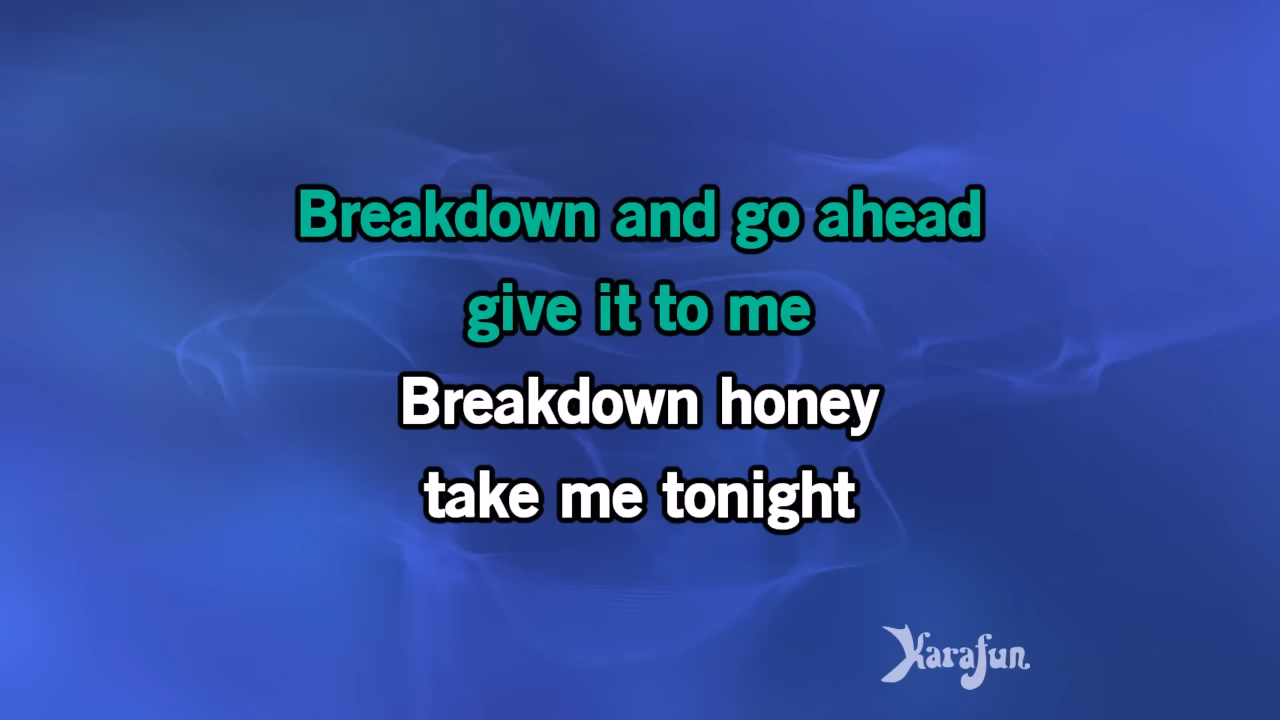 Breakdown and go ahead
give it to me
Breakdown honey
take me tonight
Karafun